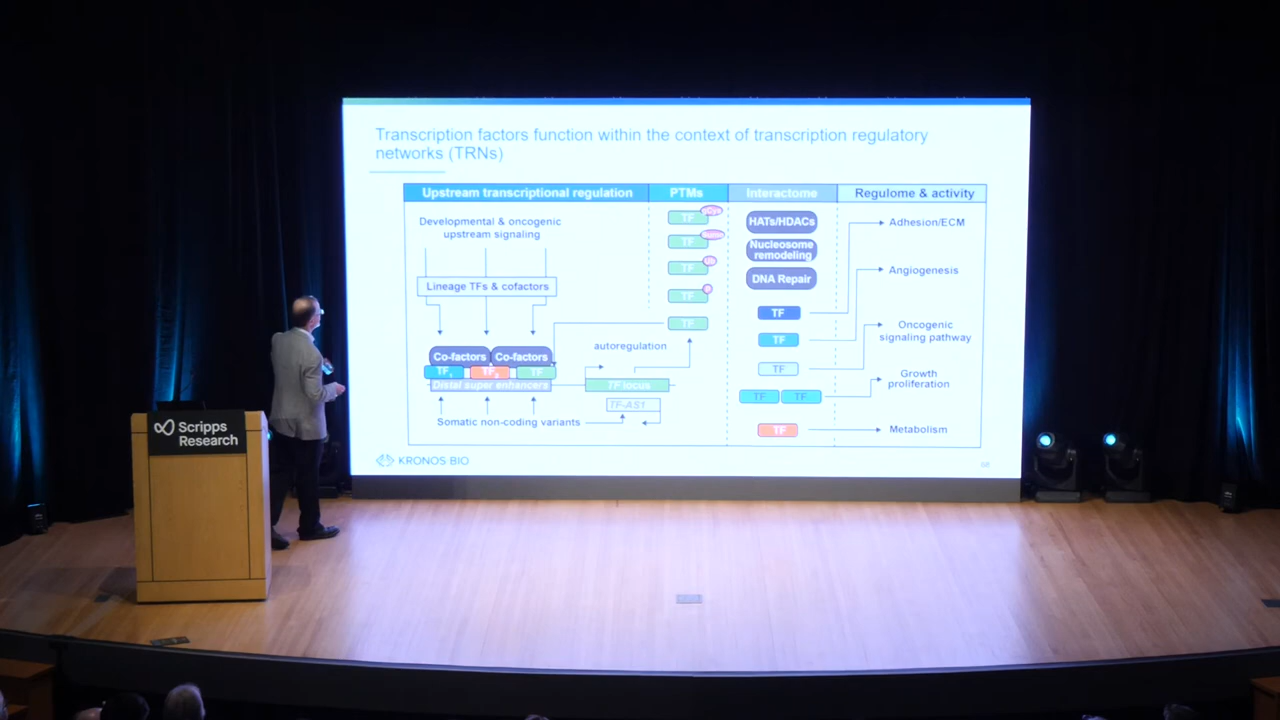 Transcription factors function within the context of transcription regulatory
networks (TRNs)
Upstream transcriptional regulation
PTMs
Interactome
Regulome & activity
Developmental & oncogenic
upstream signaling
Lineage TFs & cofactors
Co-factors
Co-factors
TF
TF
TF
Distal super enhancers
Somatic non-coding variants
autoregulation
TF locus
TF-AS1
TF
TF
TF
Ub
TF
TF
HATs/HDACs
Nucleosome
remodeling
DNA Repair
TF
TF
TF
TF
TF
TF
Adhesion/ECM
Angiogenesis
Oncogenic
signaling pathway
Growth
proliferation
Metabolism
KRONOS BIO
68
Scripps
Research